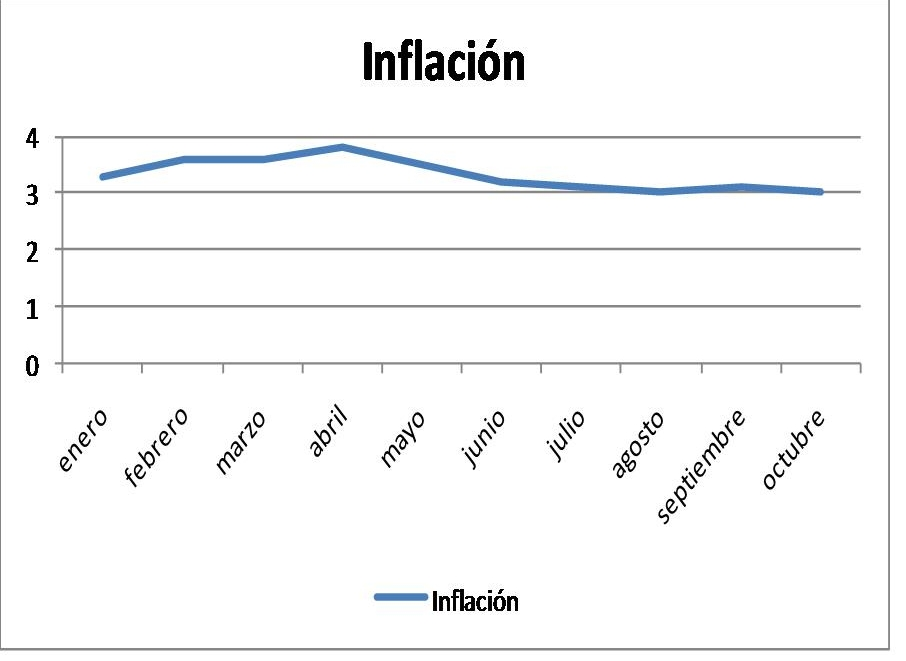 Inflación
4
3
2
1
0
enero
febrero
marzo
abril
mayo
junio
julio
agosto
septiembre
octubre
Inflación